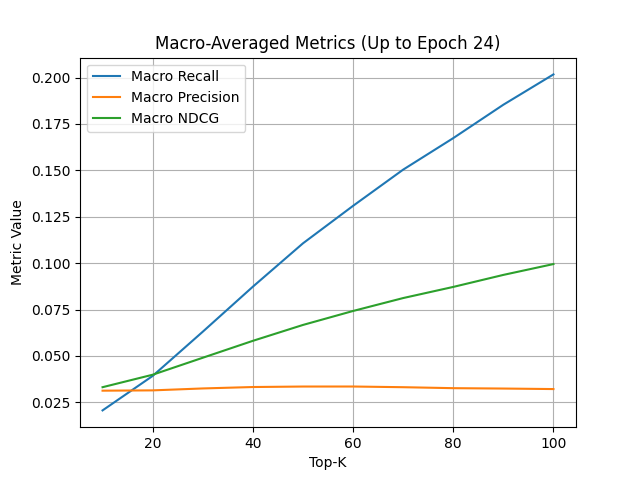 Macro-Averaged Metrics (Up to Epoch 24)
Macro Recall
Macro Precision
Macro NDCG
Metric Value
0.200
0.175
0.150
0.125
0.100
0.075
0.050
0.025
20 40 60 80 100
Top-K